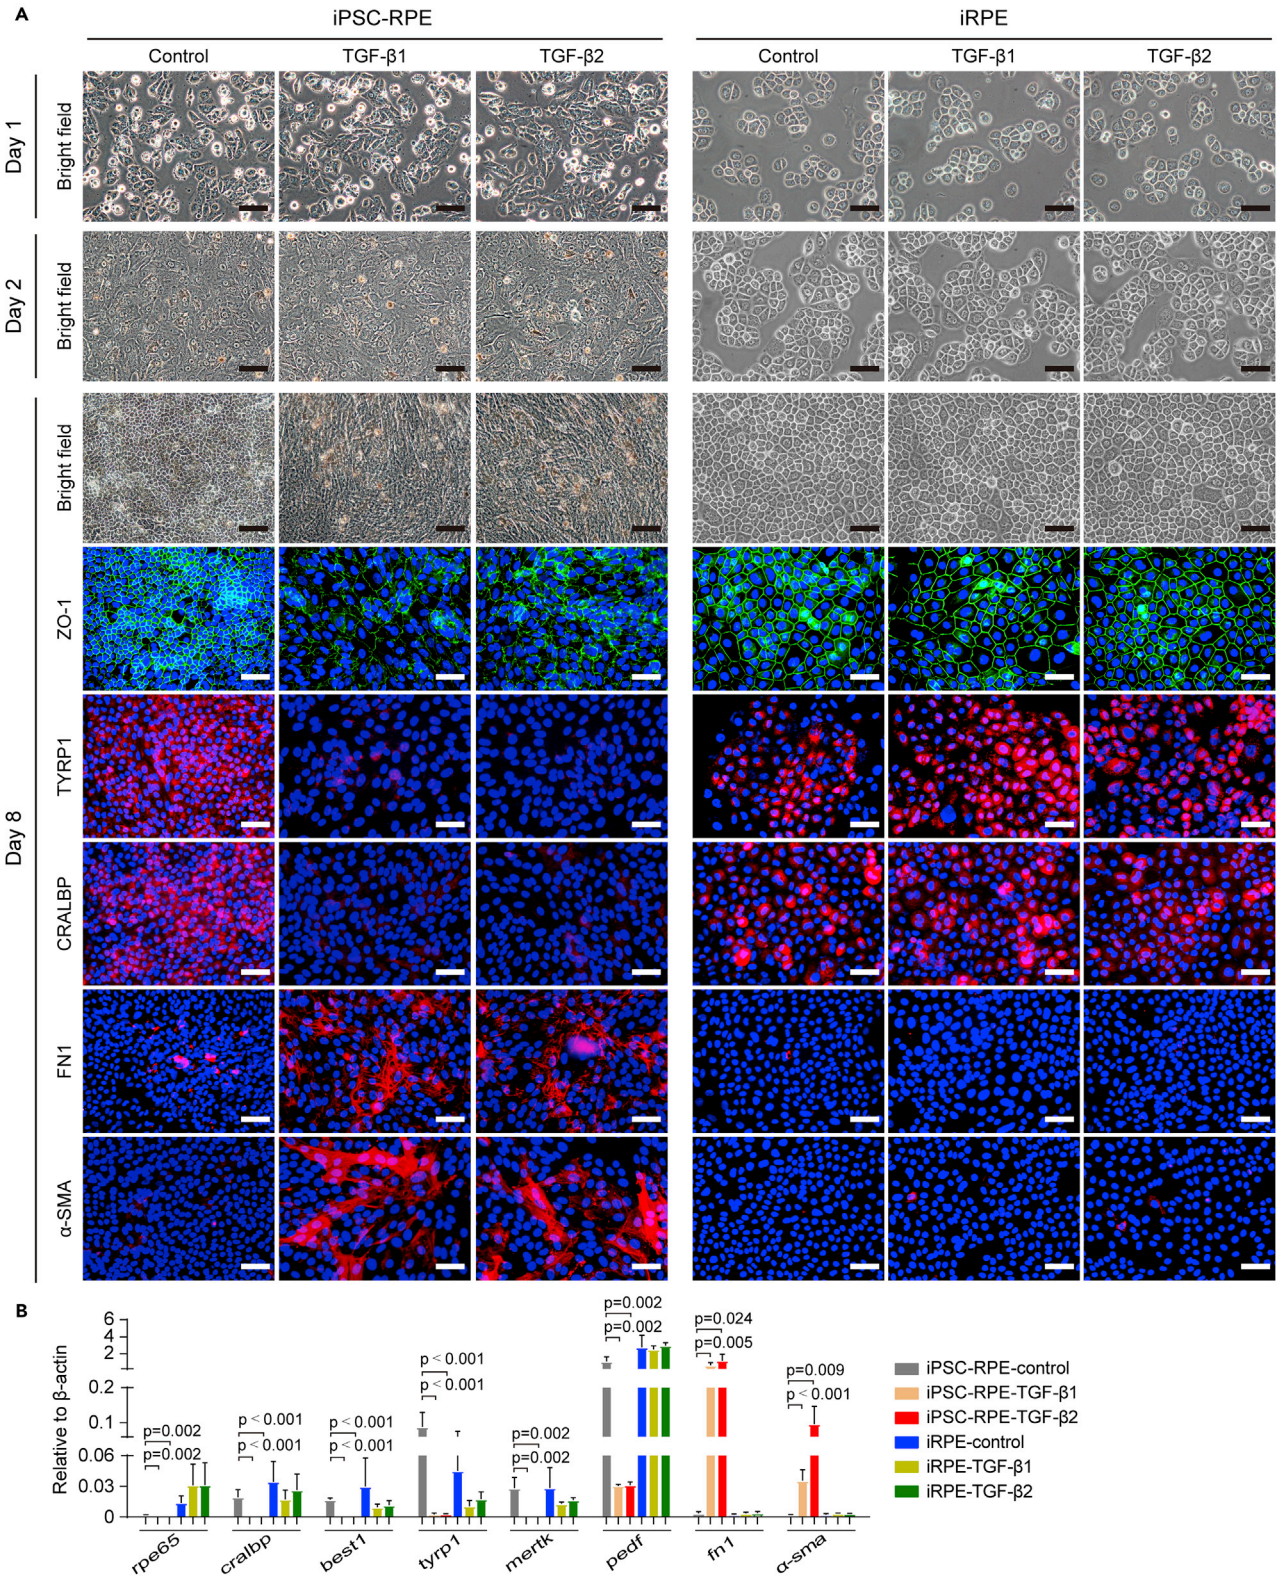 A
iPSC-RPE
iRPE
Control
TGF-β1
TGF-β2
Control
TGF-β1
TGF-β2
Day 1
Bright field
Day 2
Bright field
Day 8
Bright field
ZO-1
TYRP1
CRALBP
FN1
α-SMA
B
Relative to β-actin
6
4
2
0.2
0.1
0.06
0.03
0
p=0.002
p=0.002
p < 0.001
p < 0.001
p < 0.001
p < 0.001
p < 0.001
p < 0.001
p=0.002
p=0.002
p=0.002
p=0.002
p=0.024
p=0.005
p=0.009
p < 0.001
rpe65
cralbp
best1
tyrp1
mertk
pedf
fn1
α-sma
iPSC-RPE-control
iPSC-RPE-TGF-β1
iPSC-RPE-TGF-β2
iRPE-control
iRPE-TGF-β1
iRPE-TGF-β2